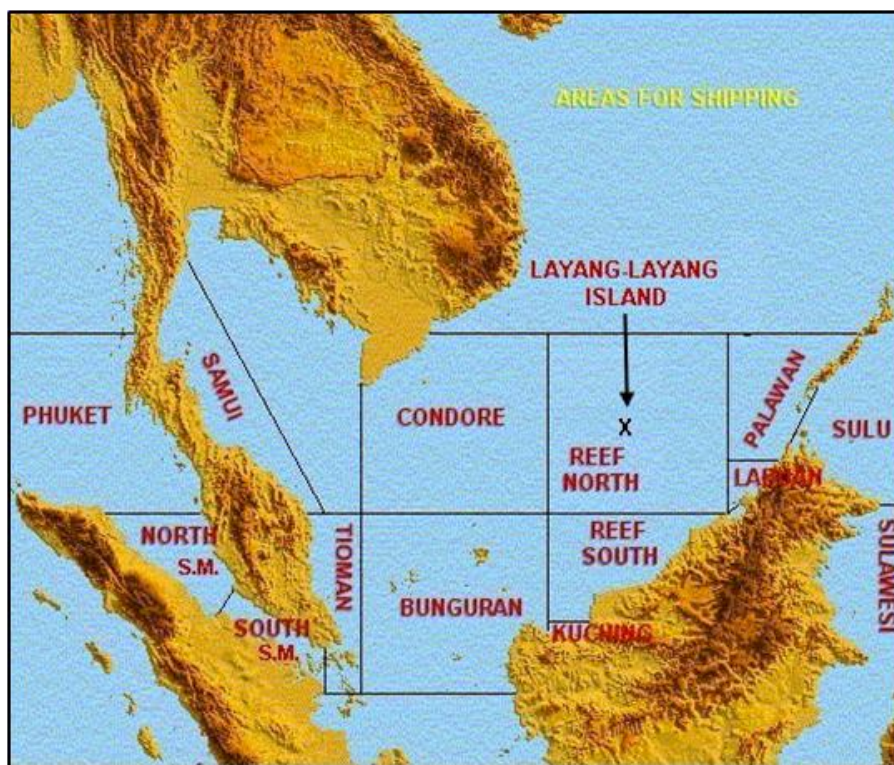 AREAS FOR SHIPPING
LAYANG-LAYANG
ISLAND
SAMUI
PHUKET
CONDORE
X
PALAWAN
SULU
REEF
NORTH
LABUAN
NORTH
S.M.
TIOMAN
REEF
SOUTH
SULAWESI
BUNGURAN
SOUTH
S.M.
KUCHING